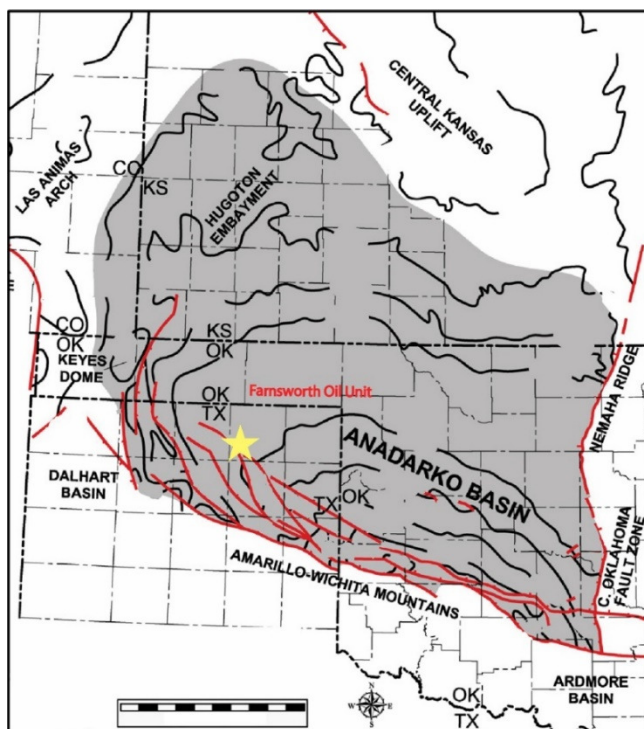 CENTRAL KANSAS
UPLIFT
LAS ANIMAS
ARCH
CO
KS
HUGOTON
EMBAYMENT
CO
OK
KEYES
DOME
KS
OK
OK
TX
Farnsworth Oil Unit
NEMAHA RIDGE
ANADARKO BASIN
DALHART
BASIN
TX
OK
C. OKLAHOMA
FAULT ZONE
AMARILLO-WICHITA MOUNTAINS
ARDMORE
BASIN
OK
TX
N